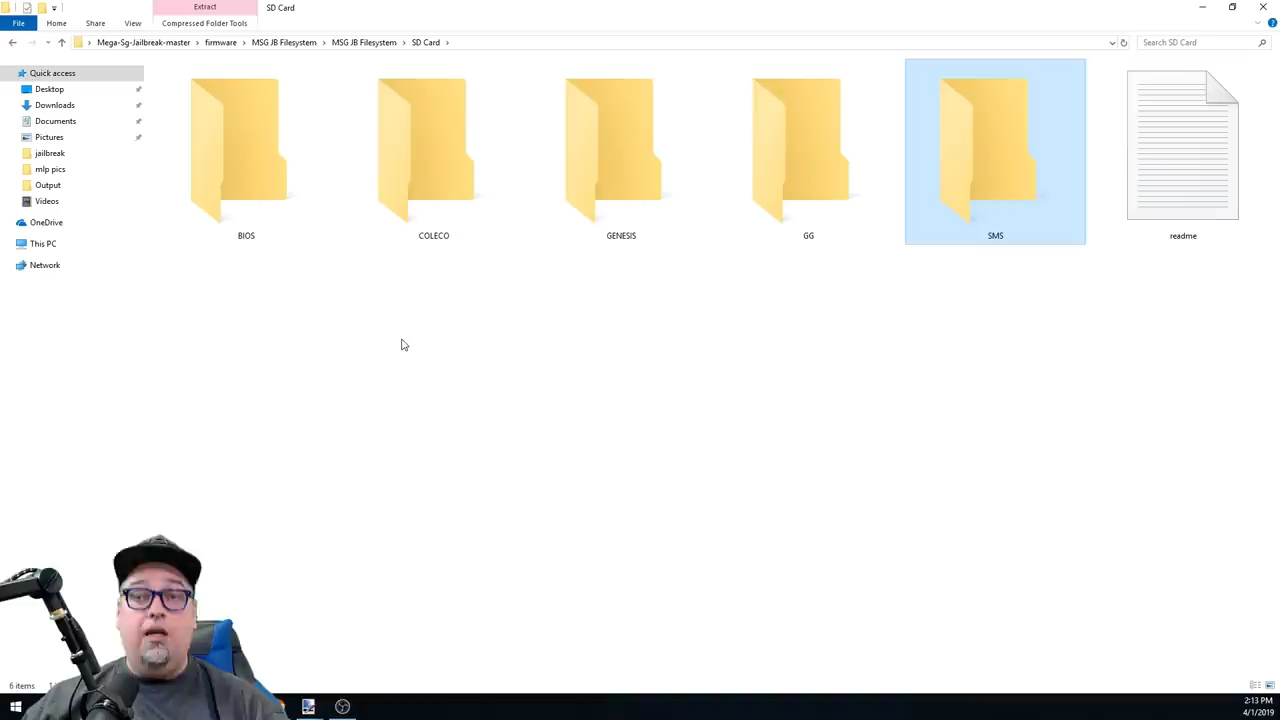 Extract
SD Card
File
Home
Share
View
Compressed Folder Tools
Mega-Sg-Jailbreak-master
firmware
MSG JB Filesystem
MSG JB Filesystem
SD Card
Search SD Card
Quick access
Desktop
Downloads
Documents
Pictures
jailbreak
mlp pics
Output
Videos
OneDrive
This PC
Network
BIOS
COLECO
GENESIS
GG
SMS
readme
6 items
2:13 PM
4/1/2019